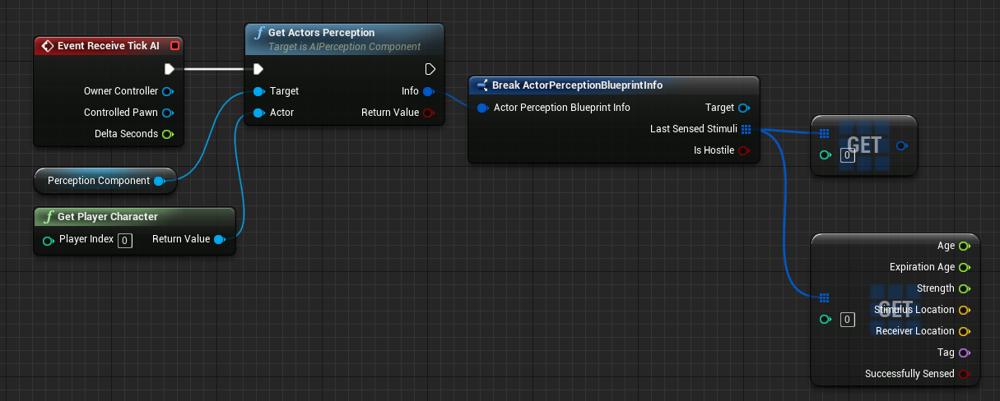 Event Receive Tick AI
Owner Controller
Controlled Pawn
Delta Seconds
Perception Component
f Get Player Character
Player Index 0 Return Value
f Get Actors Perception
Target is AIPerception Component
Target Info
Actor Return Value
Break ActorPerceptionBlueprintInfo
Actor Perception Blueprint Info Target
Last Sensed Stimuli
Is Hostile
GET
0
Age
Expiration Age
Strength
GET
Stimulus Location
0
Receiver Location
Tag
Successfully Sensed